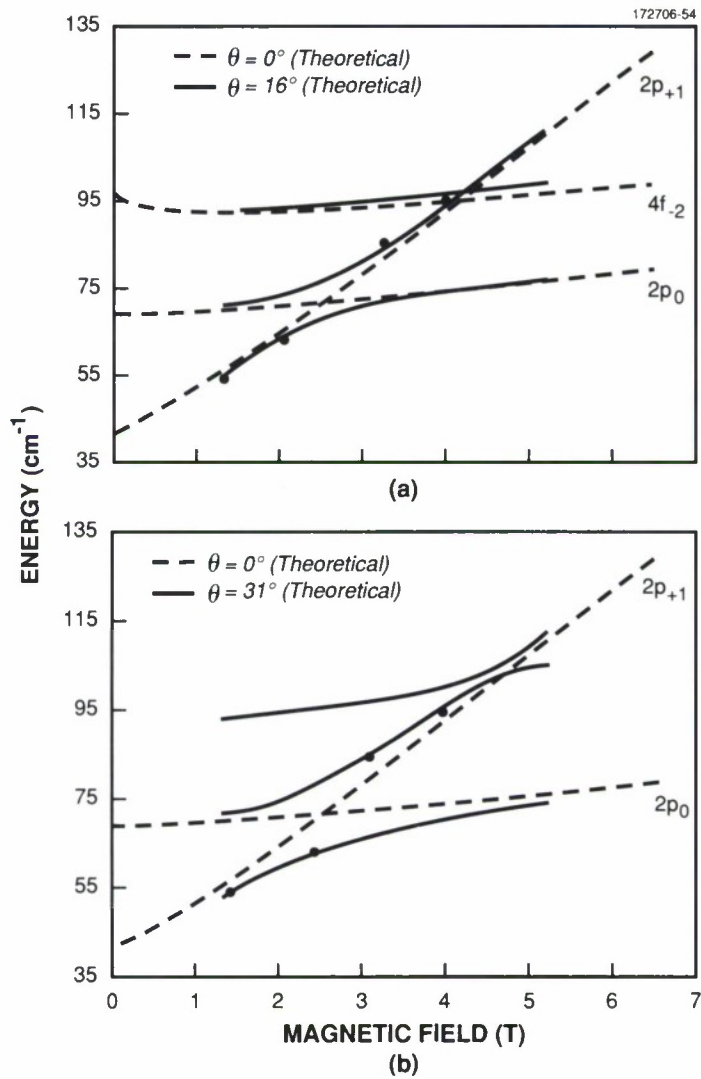 172706-54
135
θ = 0° (Theoretical)
θ = 16° (Theoretical)
2p+1
115
95
4f-2
75
2p0
55
35
(a)
ENERGY (cm-1)
135
θ = 0° (Theoretical)
θ = 31° (Theoretical)
2p+1
115
95
75
2p0
55
35
0 1 2 3 4 5 6 7
MAGNETIC FIELD (T)
(b)